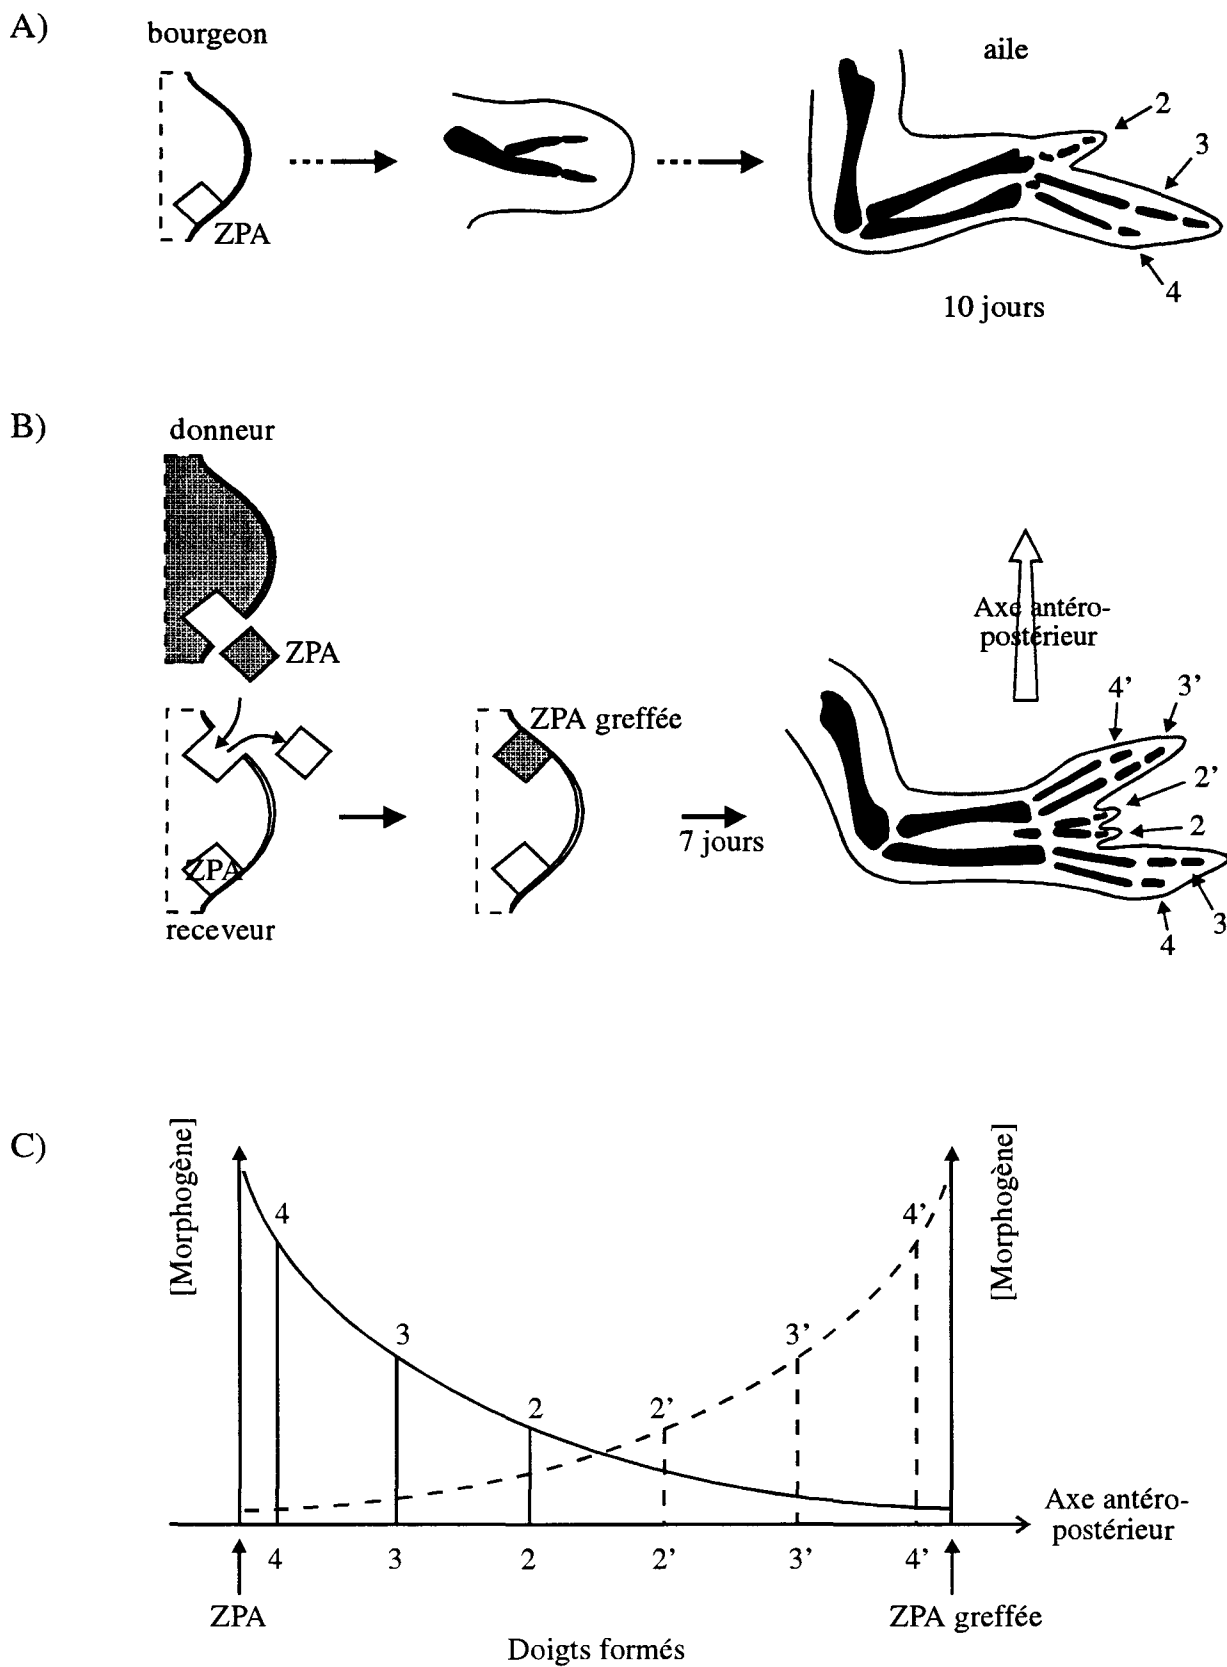 A)
bourgeon
ZPA
aile
2
3
4
10 jours
B)
donneur
ZPA
ZPA
receveur
ZPA greffée
7 jours
Axe antéro-
postérieur
4’
3’
2’
2
3
4
C)
[Morphogène]
[Morphogène]
4
3
2
2’
3’
4’
Axe antéro-
postérieur
4 3 2 2’ 3’ 4’
ZPA
ZPA greffée
Doigts formés